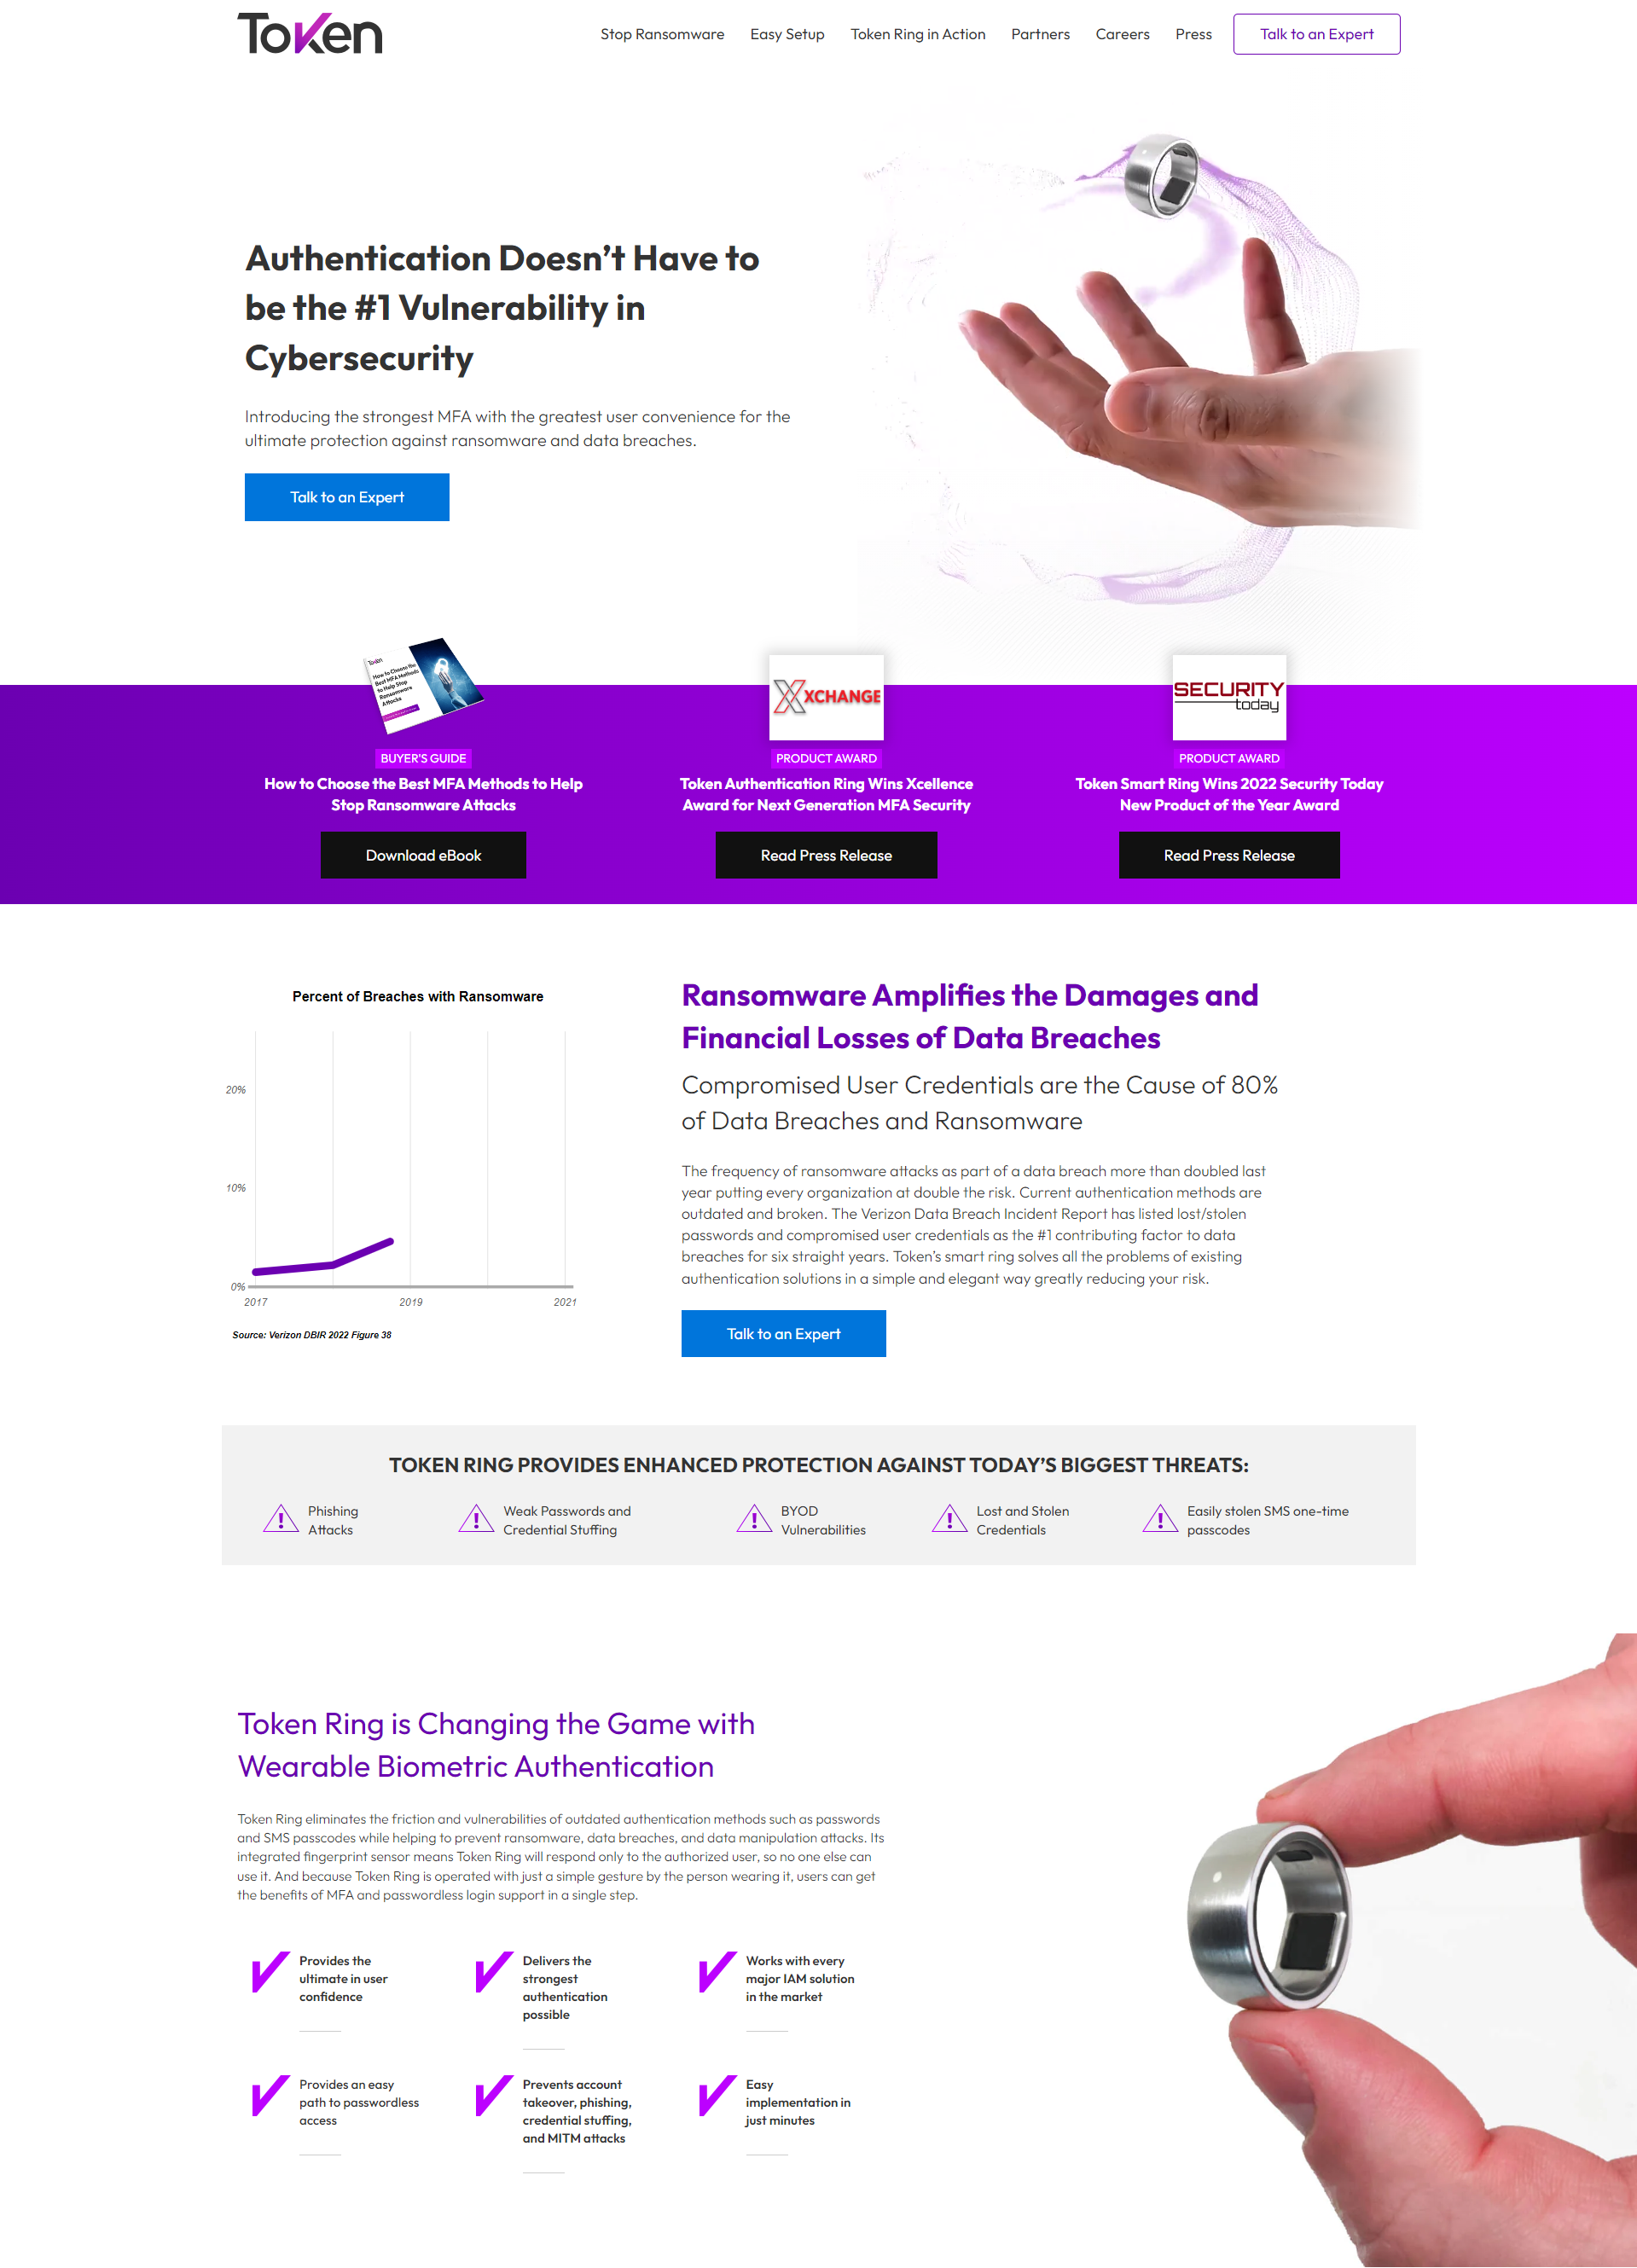 Token
Stop Ransomware
Easy Setup
Token Ring in Action
Partners
Careers
Press
Talk to an Expert
Authentication Doesn’t Have to
be the #1 Vulnerability in
Cybersecurity
Introducing the strongest MFA with the greatest user convenience for the
ultimate protection against ransomware and data breaches.
Talk to an Expert
Token
How to Choose the
Best MFA Methods
to Help Stop
Ransomware
Attacks
BUYER'S GUIDE
How to Choose the Best MFA Methods to Help
Stop Ransomware Attacks
Download eBook
XCHANGE
PRODUCT AWARD
Token Authentication Ring Wins Xcellence
Award for Next Generation MFA Security
Read Press Release
SECURITY
today
PRODUCT AWARD
Token Smart Ring Wins 2022 Security Today
New Product of the Year Award
Read Press Release
Percent of Breaches with Ransomware
20%
10%
0%
2017
2019
2021
Source: Verizon DBIR 2022 Figure 38
Ransomware Amplifies the Damages and
Financial Losses of Data Breaches
Compromised User Credentials are the Cause of 80%
of Data Breaches and Ransomware
The frequency of ransomware attacks as part of a data breach more than doubled last
year putting every organization at double the risk. Current authentication methods are
outdated and broken. The Verizon Data Breach Incident Report has listed lost/stolen
passwords and compromised user credentials as the #1 contributing factor to data
breaches for six straight years. Token’s smart ring solves all the problems of existing
authentication solutions in a simple and elegant way greatly reducing your risk.
Talk to an Expert
TOKEN RING PROVIDES ENHANCED PROTECTION AGAINST TODAY’S BIGGEST THREATS:
Phishing
Attacks
Weak Passwords and
Credential Stuffing
BYOD
Vulnerabilities
Lost and Stolen
Credentials
Easily stolen SMS one-time
passcodes
Token Ring is Changing the Game with
Wearable Biometric Authentication
Token Ring eliminates the friction and vulnerabilities of outdated authentication methods such as passwords
and SMS passcodes while helping to prevent ransomware, data breaches, and data manipulation attacks. Its
integrated fingerprint sensor means Token Ring will respond only to the authorized user, so no one else can
use it. And because Token Ring is operated with just a simple gesture by the person wearing it, users can get
the benefits of MFA and passwordless login support in a single step.
Provides the
ultimate in user
confidence
Delivers the
strongest
authentication
possible
Works with every
major IAM solution
in the market
Provides an easy
path to passwordless
access
Prevents account
takeover, phishing,
credential stuffing,
and MITM attacks
Easy
implementation in
just minutes